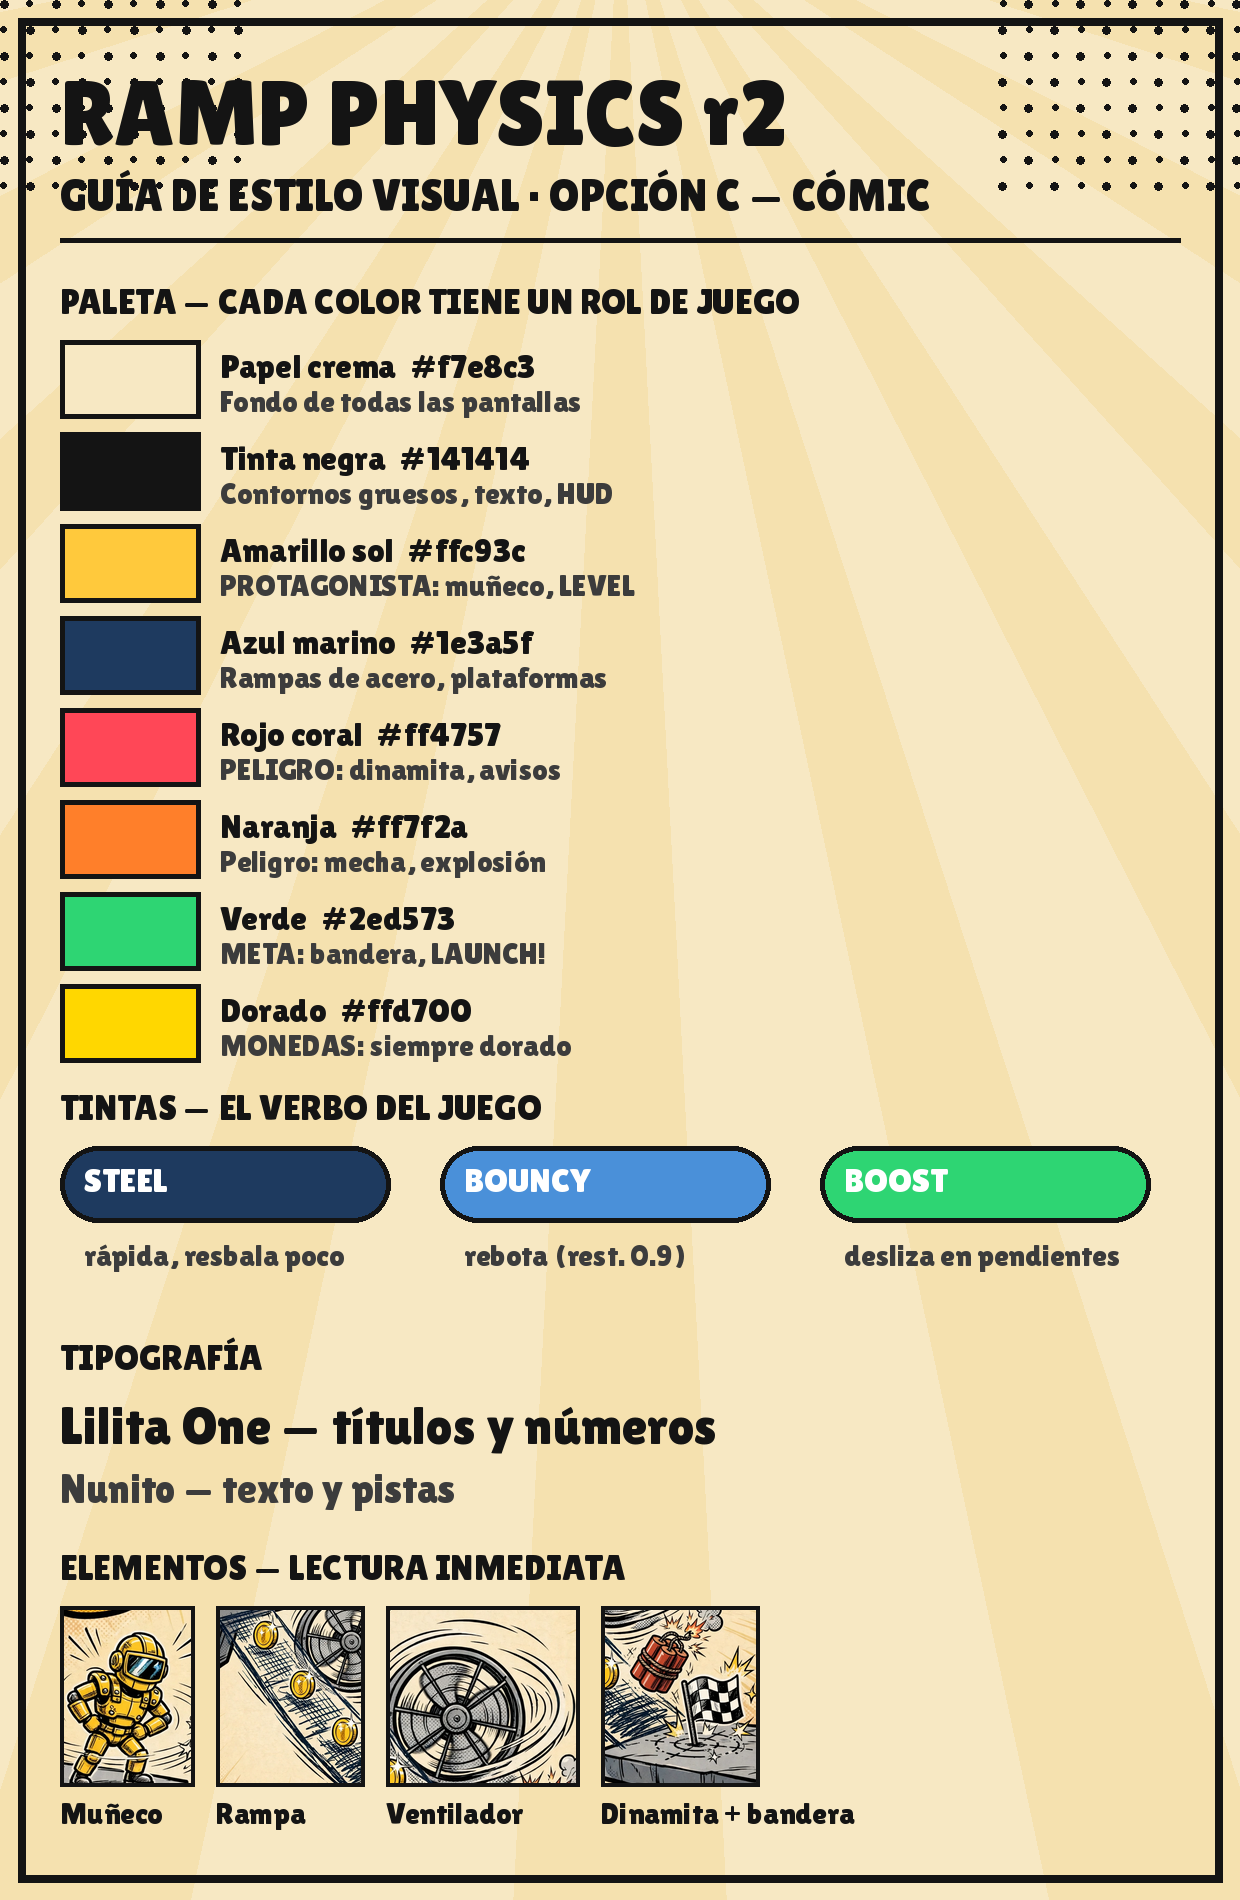 RAMP PHYSICS r2
GUÍA DE ESTILO VISUAL · OPCIÓN C — CÓMIC
PALETA — CADA COLOR TIENE UN ROL DE JUEGO
Papel crema #f7e8c3
Fondo de todas las pantallas
Tinta negra #141414
Contornos gruesos, texto, HUD
Amarillo sol #ffc93c
PROTAGONISTA: muñeco, LEVEL
Azul marino #1e3a5f
Rampas de acero, plataformas
Rojo coral #ff4757
PELIGRO: dinamita, avisos
Naranja #ff7f2a
Peligro: mecha, explosión
Verde #2ed573
META: bandera, LAUNCH!
Dorado #ffd700
MONEDAS: siempre dorado
TINTAS — EL VERBO DEL JUEGO
STEEL BOUNCY BOOST
rápida, resbala poco rebota (rest. 0.9) desliza en pendientes
TIPOGRAFÍA
Lilita One — títulos y números
Nunito — texto y pistas
ELEMENTOS — LECTURA INMEDIATA
Muñeco Rampa Ventilador Dinamita + bandera